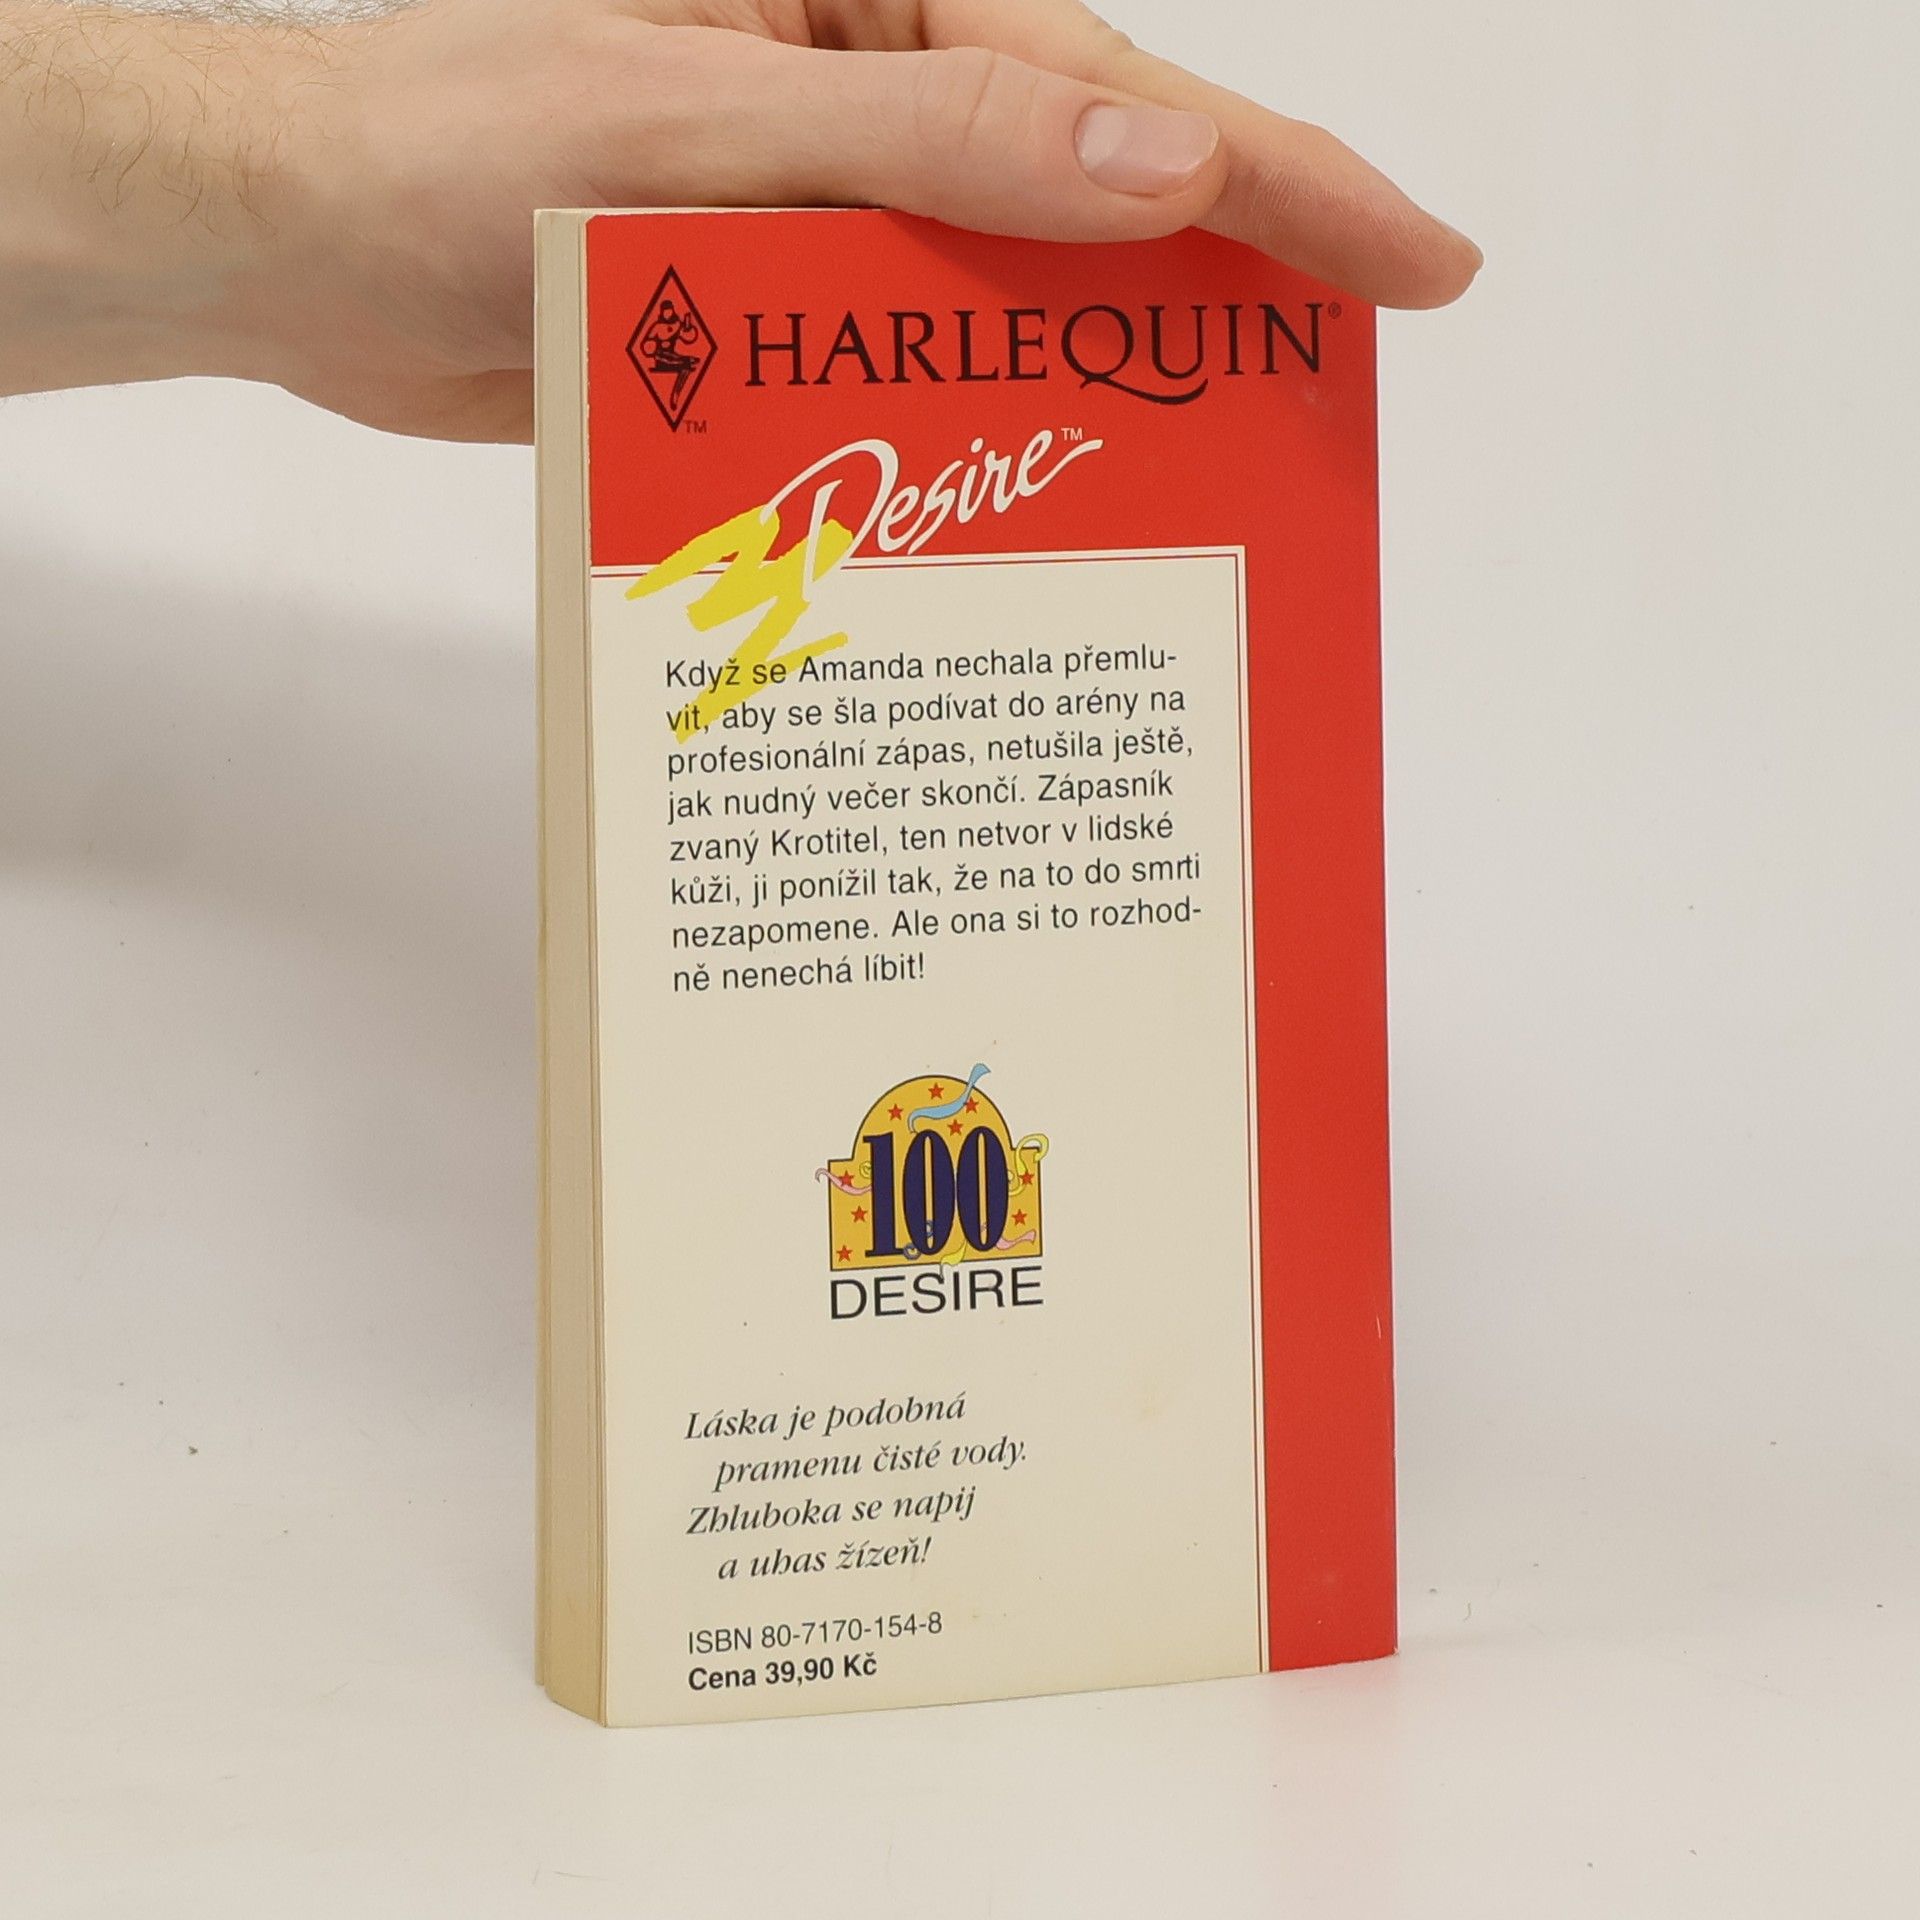 HARLEQUIN®
TM
Desire™
Když se Amanda nechala přemlu-
vit, aby se šla podívat do arény na
profesionální zápas, netušila ještě,
jak nudný večer skončí. Zápasník
zvaný Krotitel, ten netvor v lidské
kůži, ji ponížil tak, že na to do smrti
nezapomene. Ale ona si to rozhod-
ně nenechá líbit!
100
DESIRE
Láska je podobná
pramenu čisté vody.
Zhluboka se napij
a uhas žízeň!
ISBN 80-7170-154-8
Cena 39,90 Kč